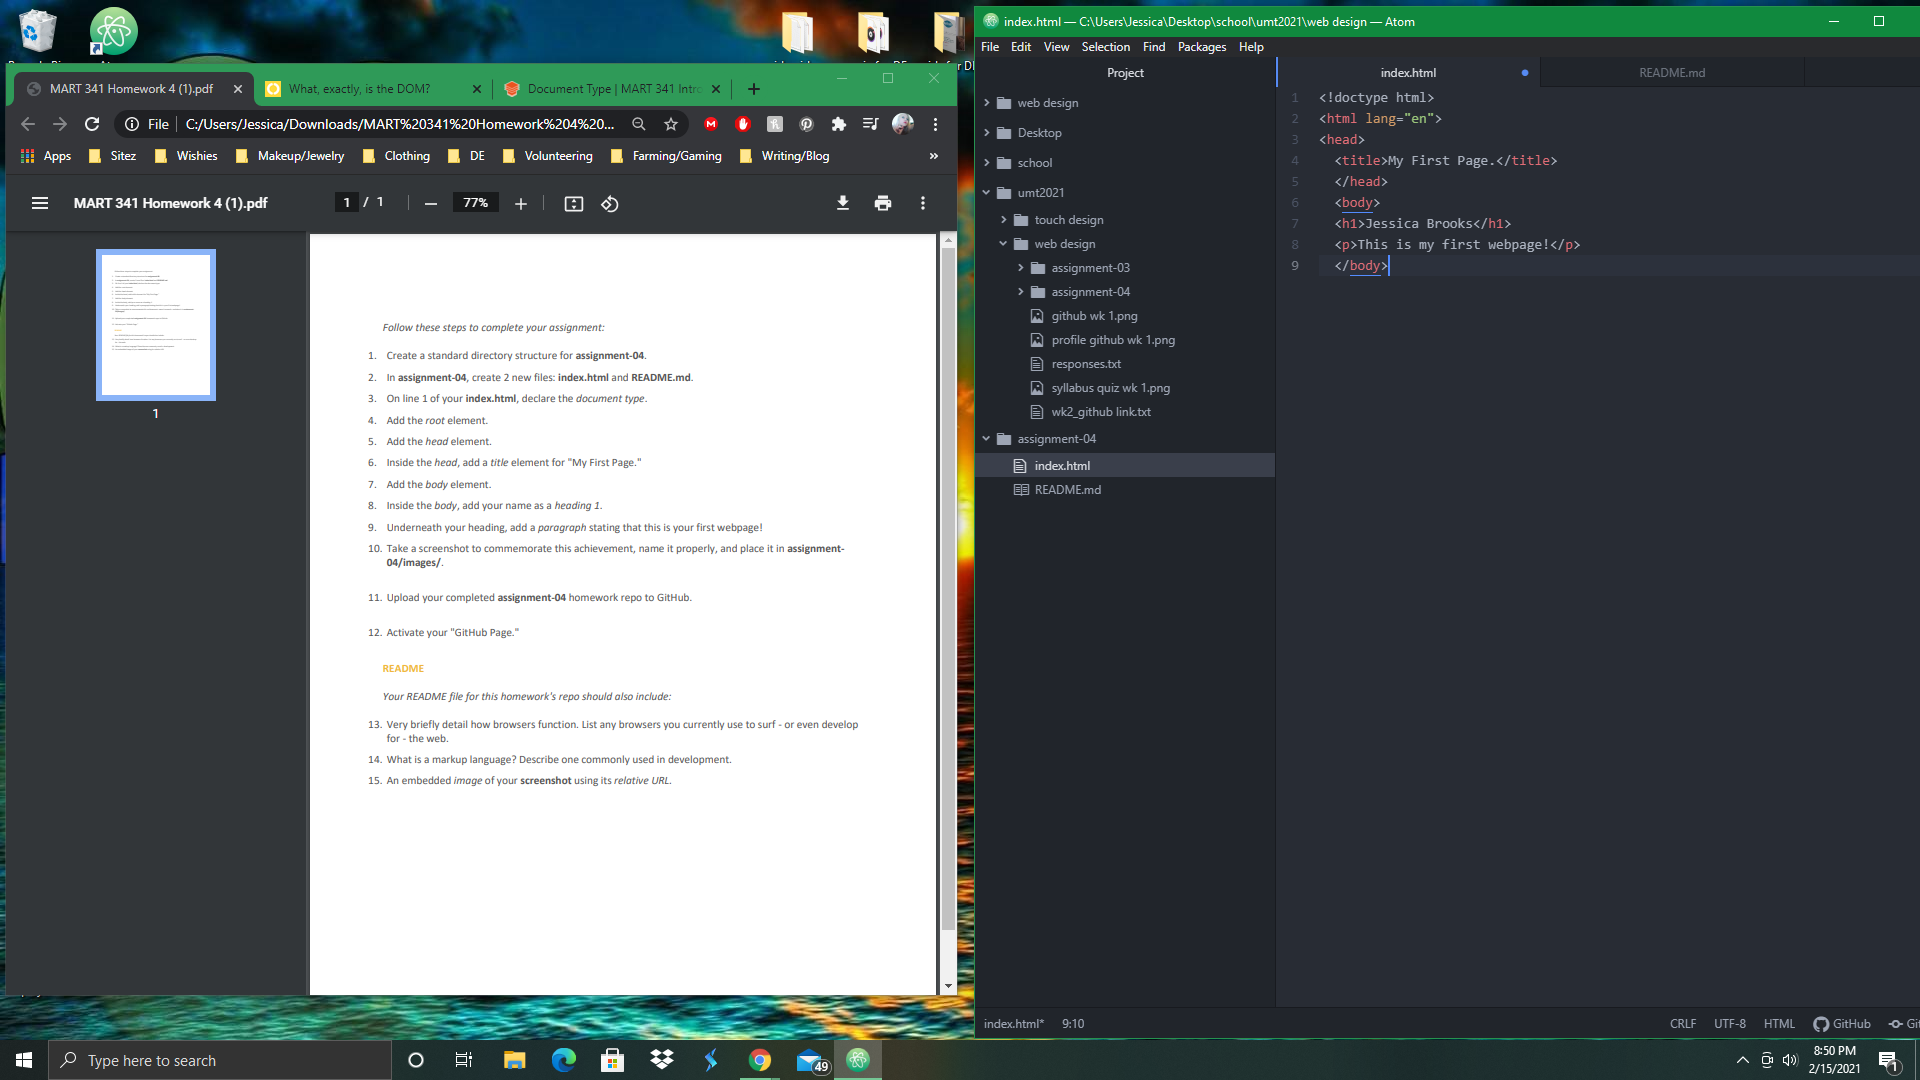 MART 341 Homework 4 (1).pdf
What, exactly, is the DOM?
Document Type | MART 341 Intro
File
C:/Users/Jessica/Downloads/MART%20341%20Homework%204%20...
Apps
Sitez
Wishies
Makeup/Jewelry
Clothing
DE
Volunteering
Farming/Gaming
Writing/Blog
»
MART 341 Homework 4 (1).pdf
1 / 1
77%
1
Follow these steps to complete your assignment:
1. Create a standard directory structure for assignment-04.
2. In assignment-04, create 2 new files: index.html and README.md.
3. On line 1 of your index.html, declare the document type.
4. Add the root element.
5. Add the head element.
6. Inside the head, add a title element for "My First Page."
7. Add the body element.
8. Inside the body, add your name as a heading 1.
9. Underneath your heading, add a paragraph stating that this is your first webpage!
10. Take a screenshot to commemorate this achievement, name it properly, and place it in assignment-
04/images/.
11. Upload your completed assignment-04 homework repo to GitHub.
12. Activate your "GitHub Page."
README
Your README file for this homework's repo should also include:
13. Very briefly detail how browsers function. List any browsers you currently use to surf - or even develop
for - the web.
14. What is a markup language? Describe one commonly used in development.
15. An embedded image of your screenshot using its relative URL.
index.html — C:\Users\Jessica\Desktop\school\umt2021\web design — Atom
File Edit View Selection Find Packages Help
Project
web design
Desktop
school
umt2021
touch design
web design
assignment-03
assignment-04
github wk 1.png
profile github wk 1.png
responses.txt
syllabus quiz wk 1.png
wk2_github link.txt
assignment-04
index.html
README.md
index.html
README.md
1 <!doctype html>
2 <html lang="en">
3 <head>
4 <title>My First Page.</title>
5 </head>
6 <body>
7 <h1>Jessica Brooks</h1>
8 <p>This is my first webpage!</p>
9 </body>
index.html* 9:10
CRLF UTF-8 HTML GitHub Git
Type here to search
49
8:50 PM
2/15/2021
1